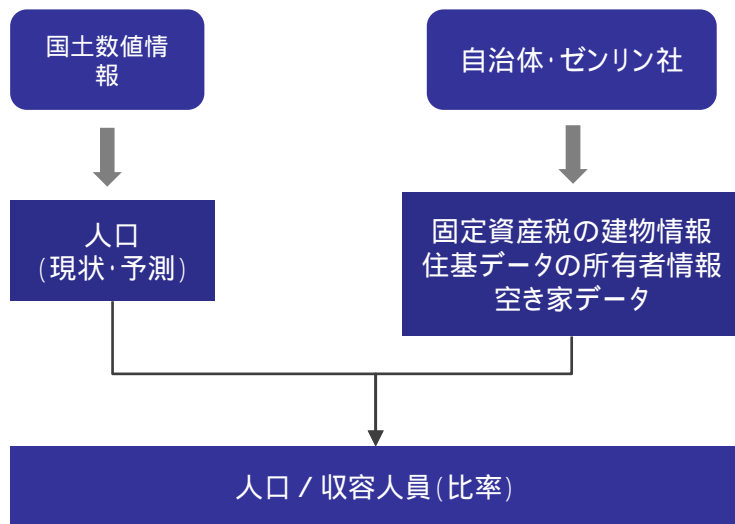 国土数値情
報
自治体・ゼンリン社
人口
(現状・予測)
固定資産税の建物情報
住基データの所有者情報
空き家データ
人口 / 収容人員(比率)